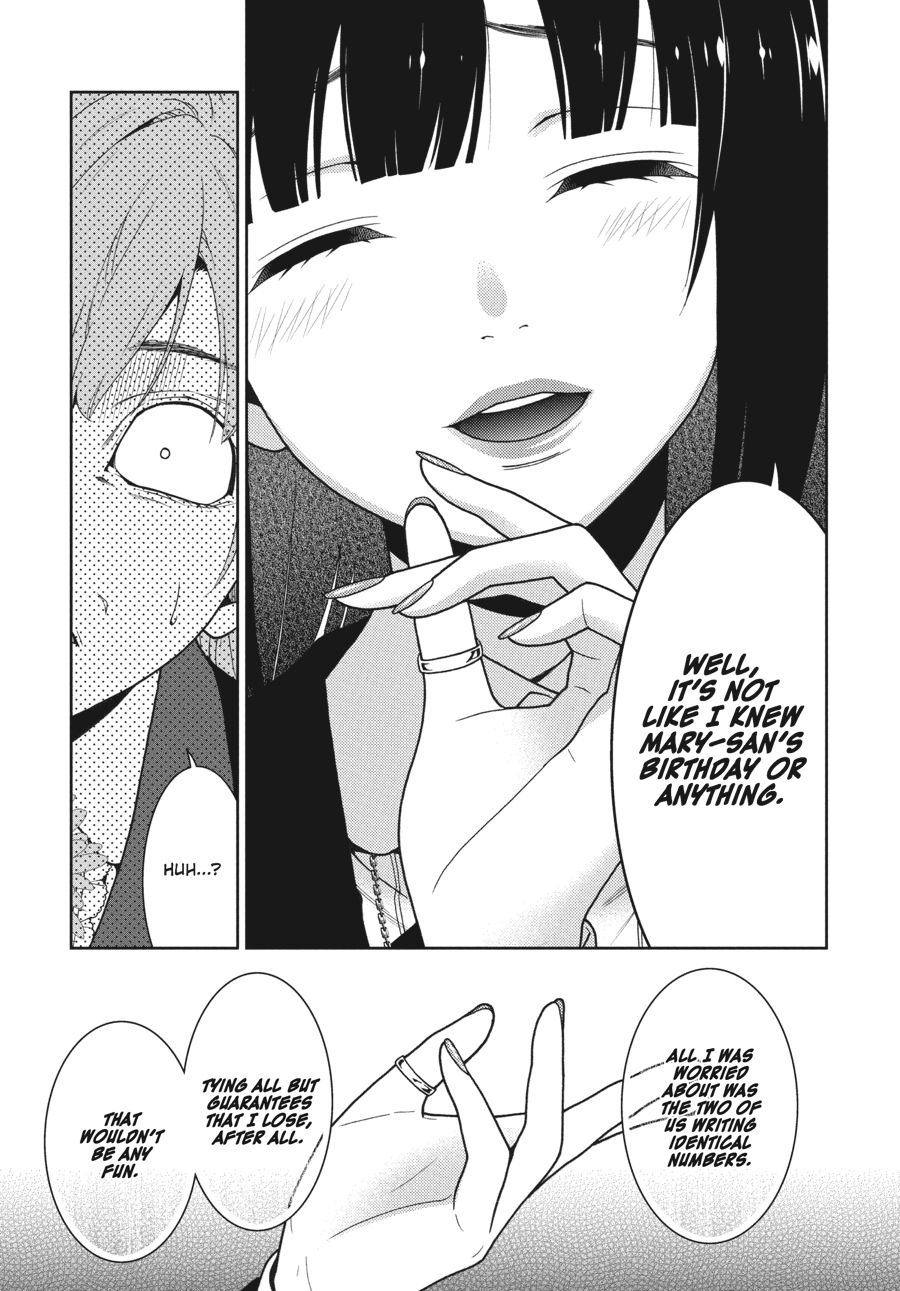 WELL,
IT'S NOT
LIKE I KNEW
MARY-SAN'S
BIRTHDAY OR
ANYTHING.
HUH...?
ALL I WAS
WORRIED
ABOUT WAS
THE TWO OF
US WRITING
IDENTICAL
NUMBERS.
TYING ALL BUT
GUARANTEES
THAT I LOSE,
AFTER ALL.
THAT
WOULDN'T
BE ANY
FUN.